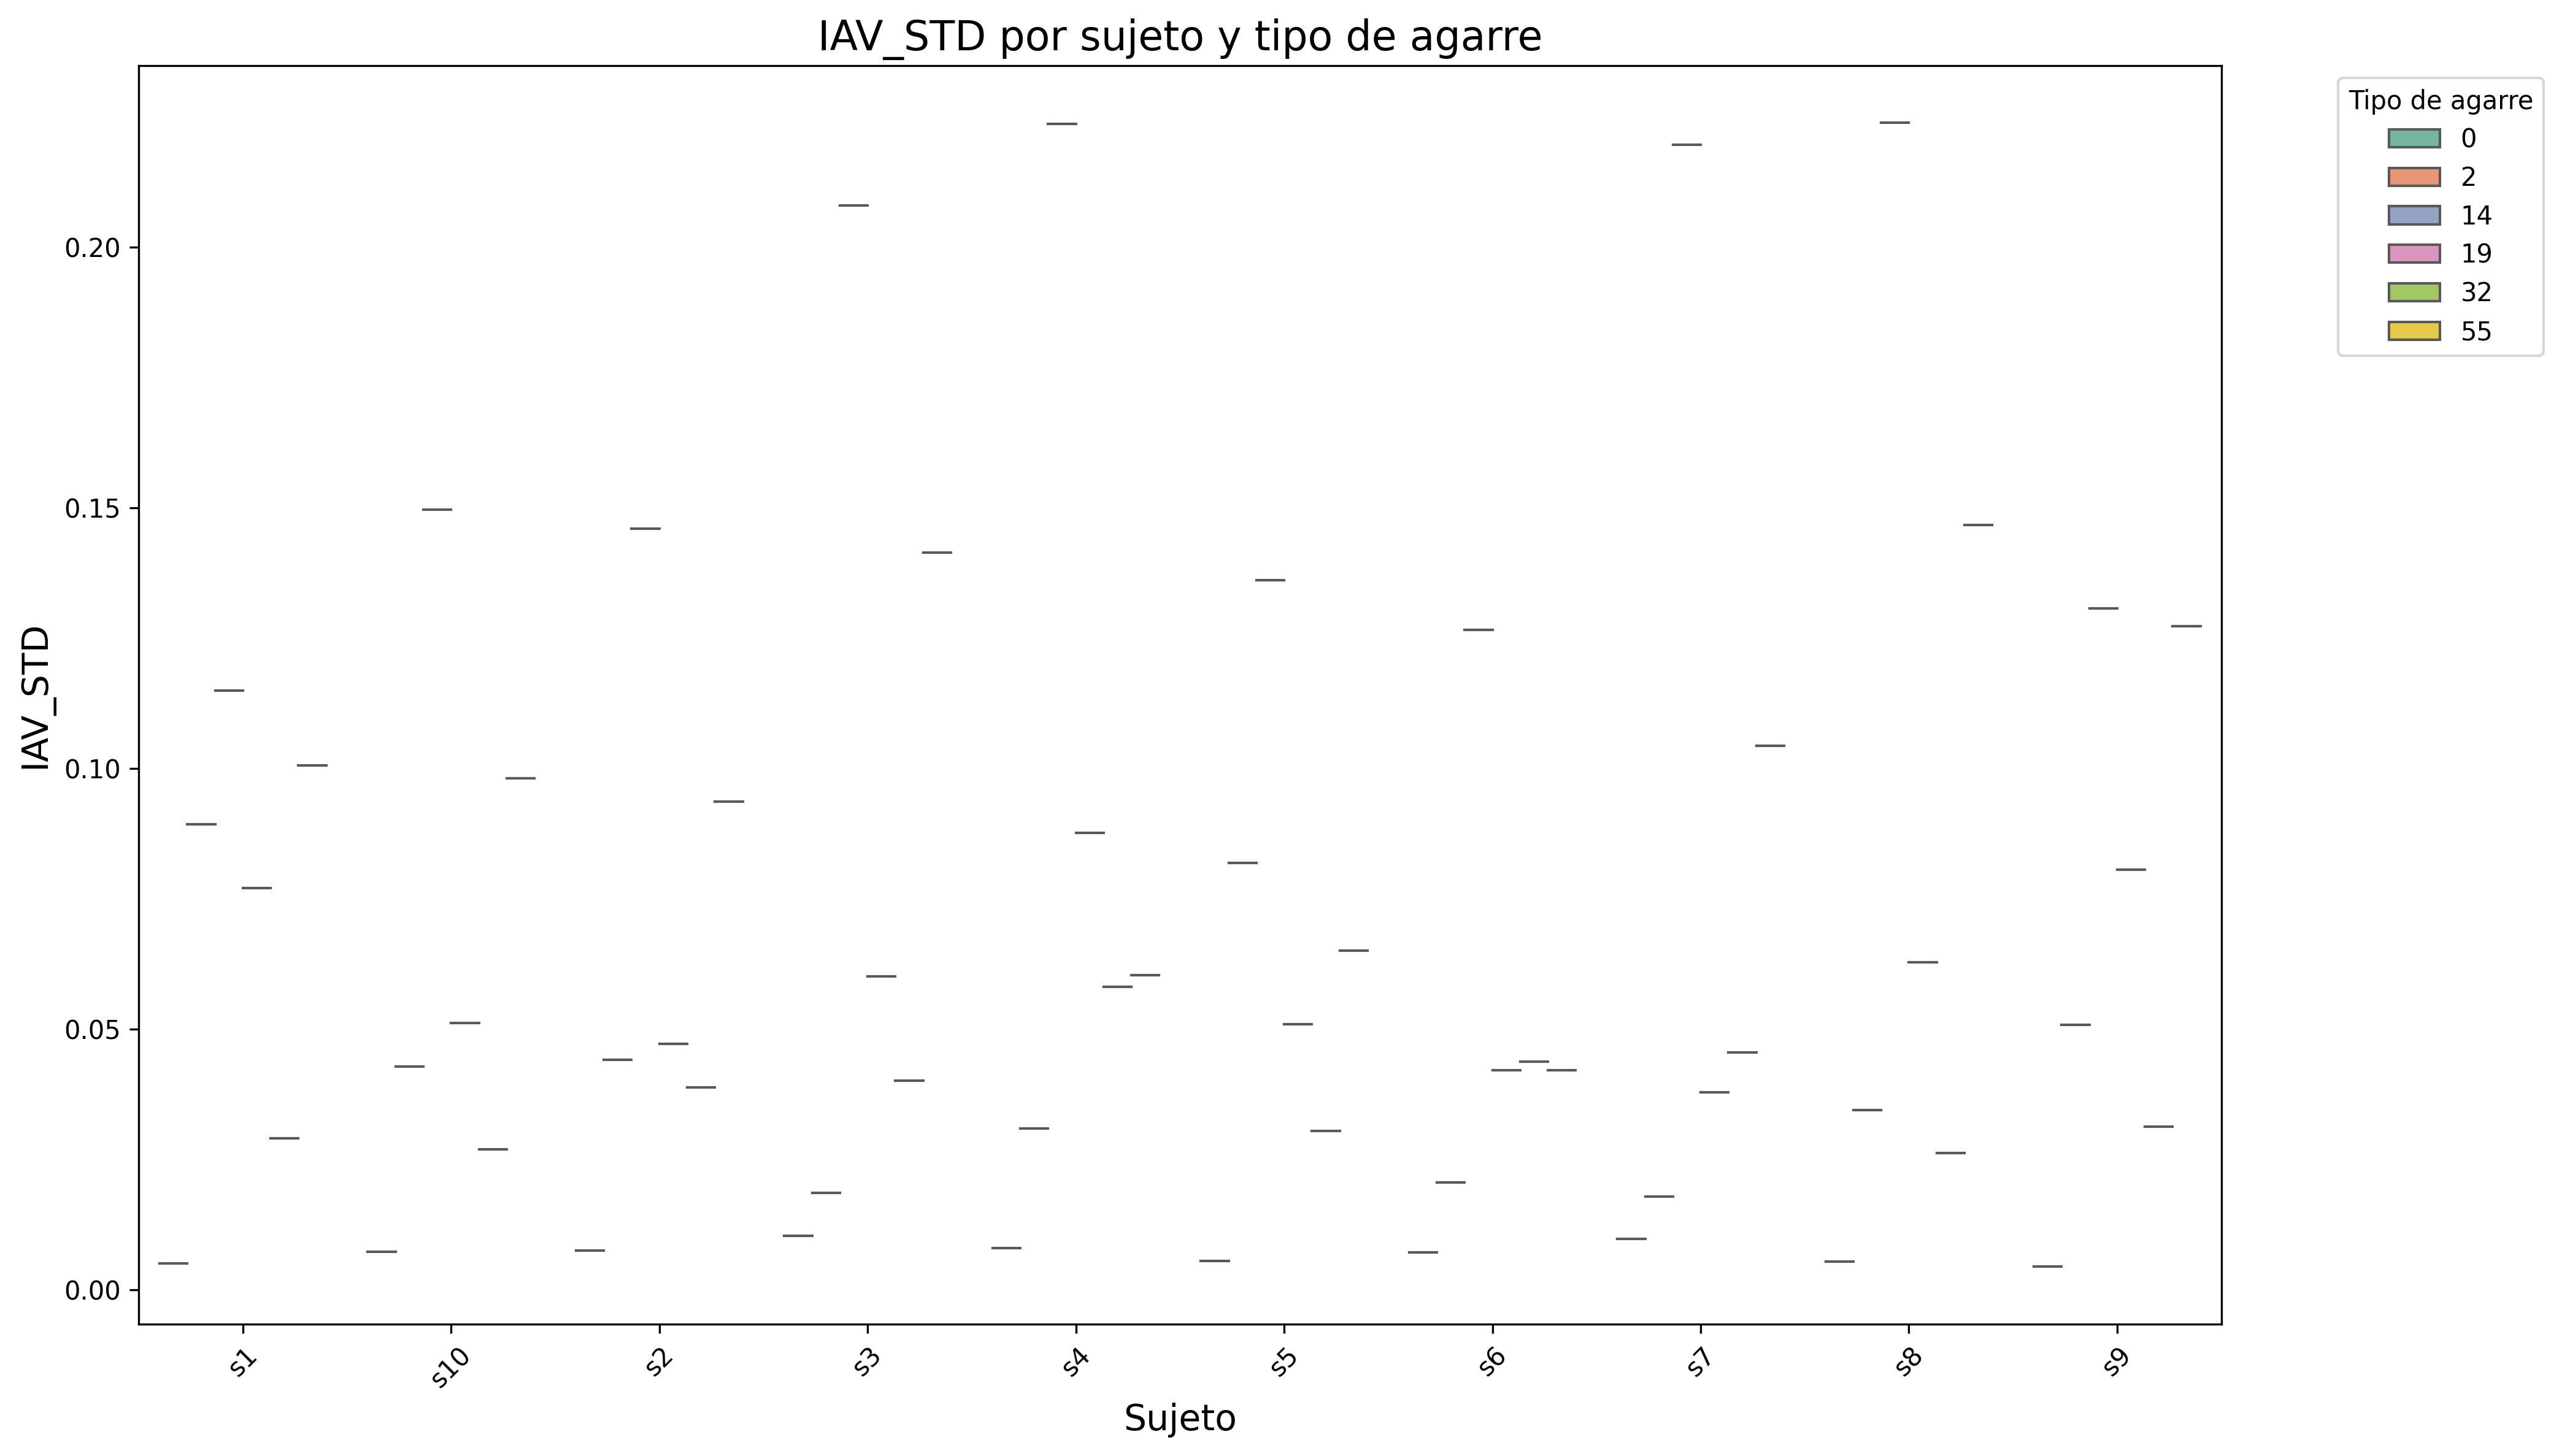 IAV_STD por sujeto y tipo de agarre
Tipo de agarre
0
2
14
19
32
55
IAV_STD
0.20
0.15
0.10
0.05
0.00
s1
s10
s2
s3
s4
s5
s6
s7
s8
s9
Sujeto